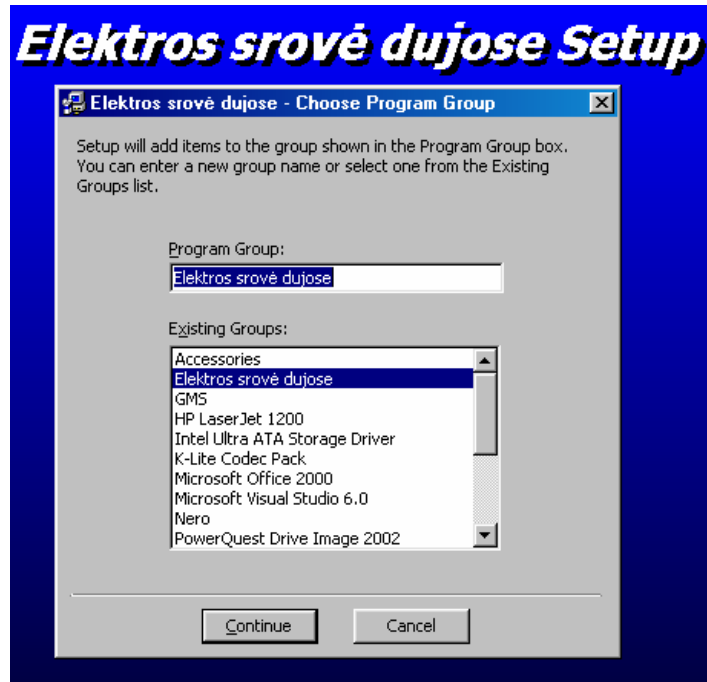 Elektros srovė dujose Setup
Elektros srovė dujose - Choose Program Group
Setup will add items to the group shown in the Program Group box.
You can enter a new group name or select one from the Existing
Groups list.
Program Group:
Elektros srovė dujose
Existing Groups:
Accessories
Elektros srovė dujose
GMS
HP LaserJet 1200
Intel Ultra ATA Storage Driver
K-Lite Codec Pack
Microsoft Office 2000
Microsoft Visual Studio 6.0
Nero
PowerQuest Drive Image 2002
Continue Cancel